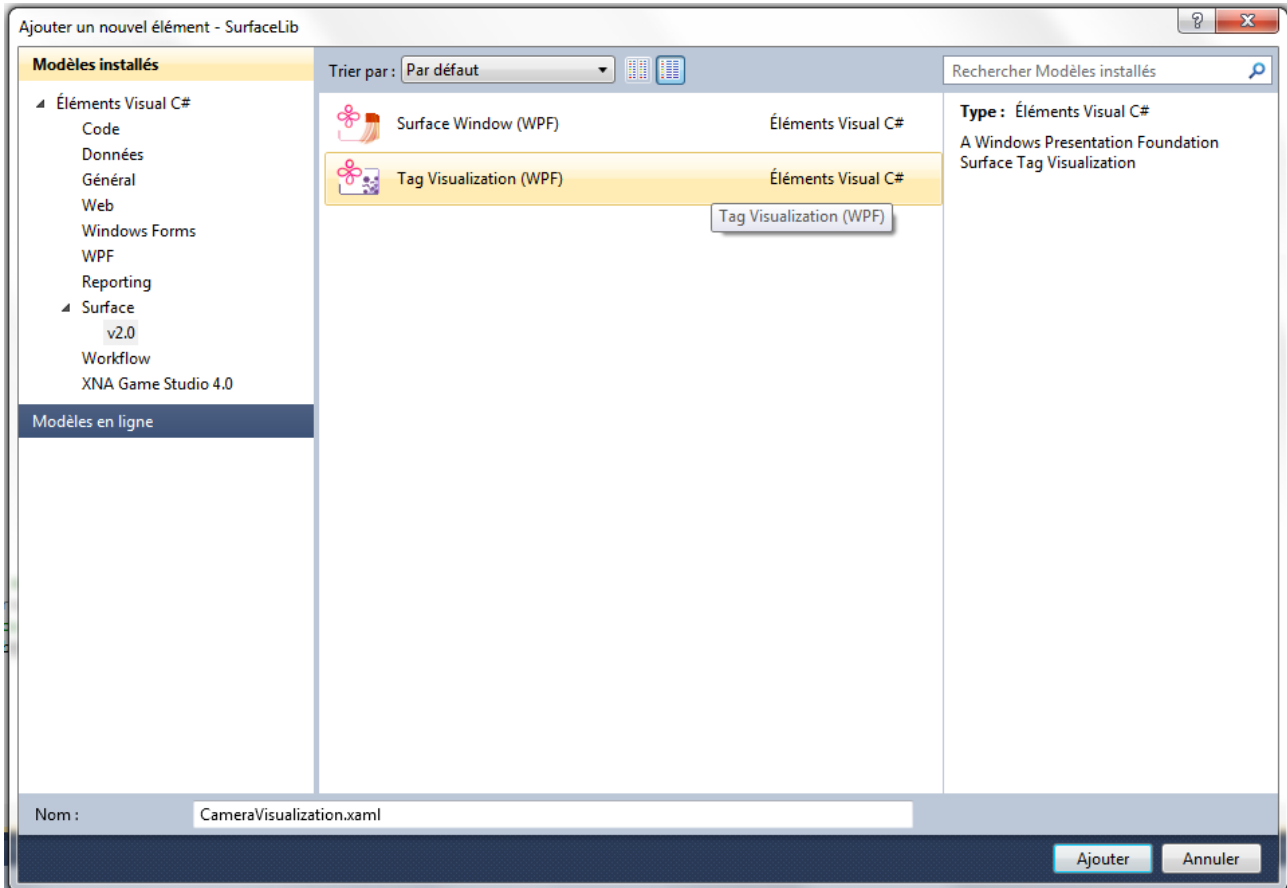 Ajouter un nouvel élément - SurfaceLib
Modèles installés
Éléments Visual C#
Code
Données
Général
Web
Windows Forms
WPF
Reporting
Surface
v2.0
Workflow
XNA Game Studio 4.0
Modèles en ligne
Trier par : Par défaut
Surface Window (WPF) Éléments Visual C#
Tag Visualization (WPF) Éléments Visual C#
Tag Visualization (WPF)
Rechercher Modèles installés
Type : Éléments Visual C#
A Windows Presentation Foundation
Surface Tag Visualization
Nom : CameraVisualization.xaml
Ajouter Annuler